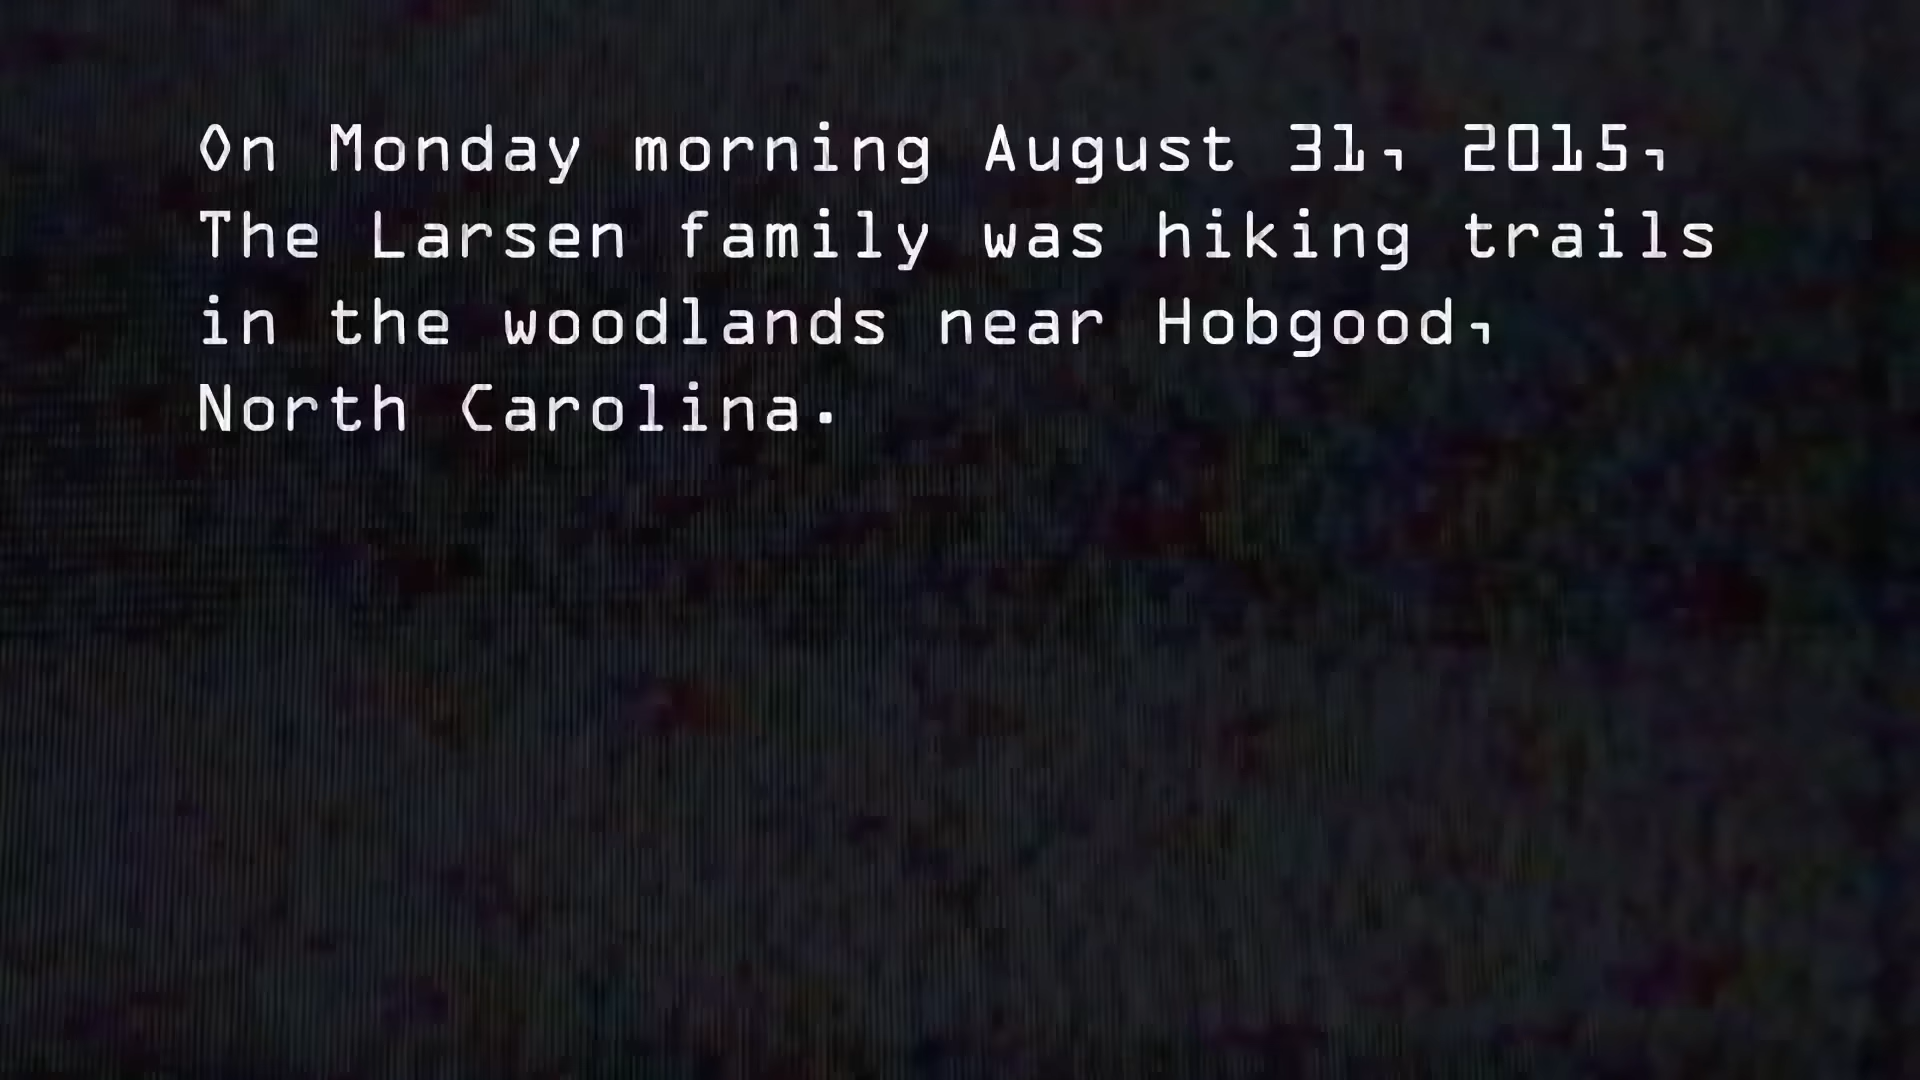 On Monday morning August 31, 2015,
The Larsen family was hiking trails
in the woodlands near Hobgood,
North Carolina.